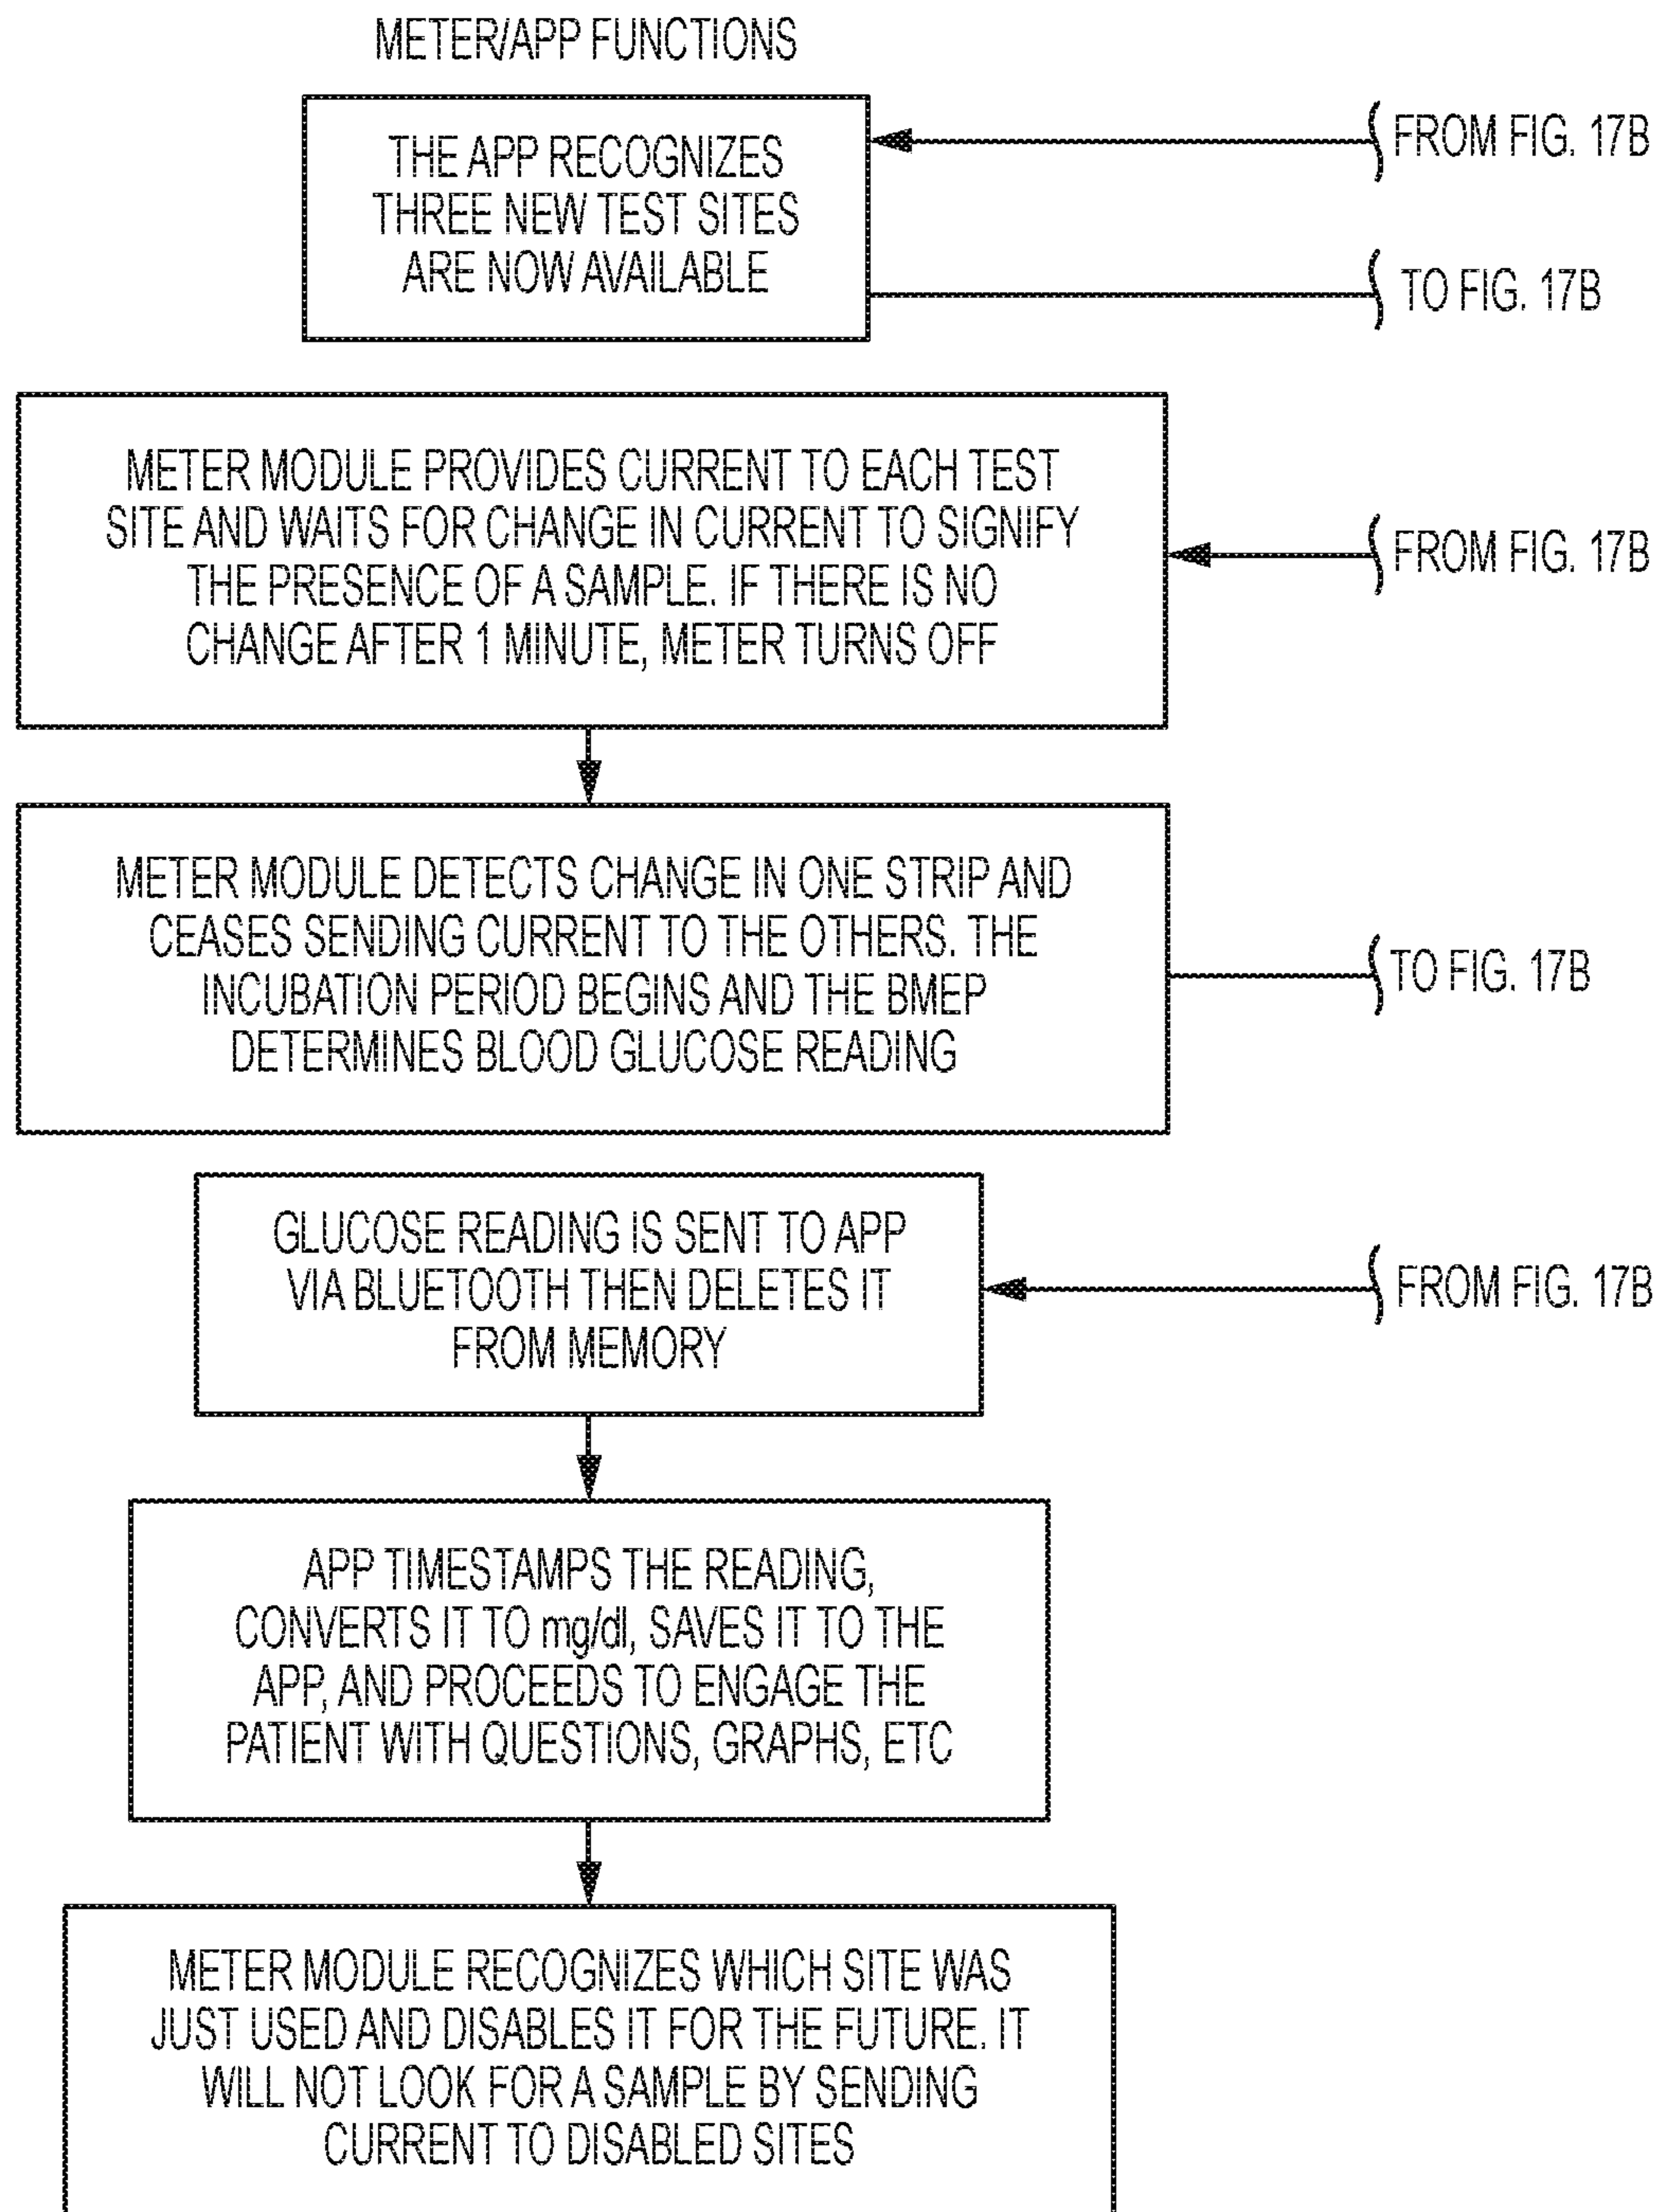 METER/APP FUNCTIONS
THE APP RECOGNIZES
THREE NEW TEST SITES
ARE NOW AVAILABLE
FROM FIG. 17B
TO FIG. 17B
METER MODULE PROVIDES CURRENT TO EACH TEST
SITE AND WAITS FOR CHANGE IN CURRENT TO SIGNIFY
THE PRESENCE OF A SAMPLE. IF THERE IS NO
CHANGE AFTER 1 MINUTE, METER TURNS OFF
FROM FIG. 17B
METER MODULE DETECTS CHANGE IN ONE STRIP AND
CEASES SENDING CURRENT TO THE OTHERS. THE
INCUBATION PERIOD BEGINS AND THE BMEP
DETERMINES BLOOD GLUCOSE READING
TO FIG. 17B
GLUCOSE READING IS SENT TO APP
VIA BLUETOOTH THEN DELETES IT
FROM MEMORY
FROM FIG. 17B
APP TIMESTAMPS THE READING,
CONVERTS IT TO mg/dl, SAVES IT TO THE
APP, AND PROCEEDS TO ENGAGE THE
PATIENT WITH QUESTIONS, GRAPHS, ETC
METER MODULE RECOGNIZES WHICH SITE WAS
JUST USED AND DISABLES IT FOR THE FUTURE. IT
WILL NOT LOOK FOR A SAMPLE BY SENDING
CURRENT TO DISABLED SITES